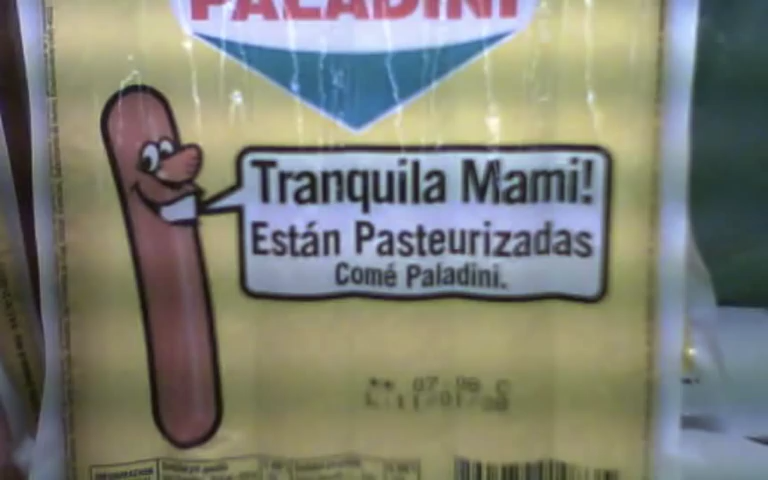 PALADINI
Tranquila Mami!
Están Pasteurizadas
Comé Paladini.